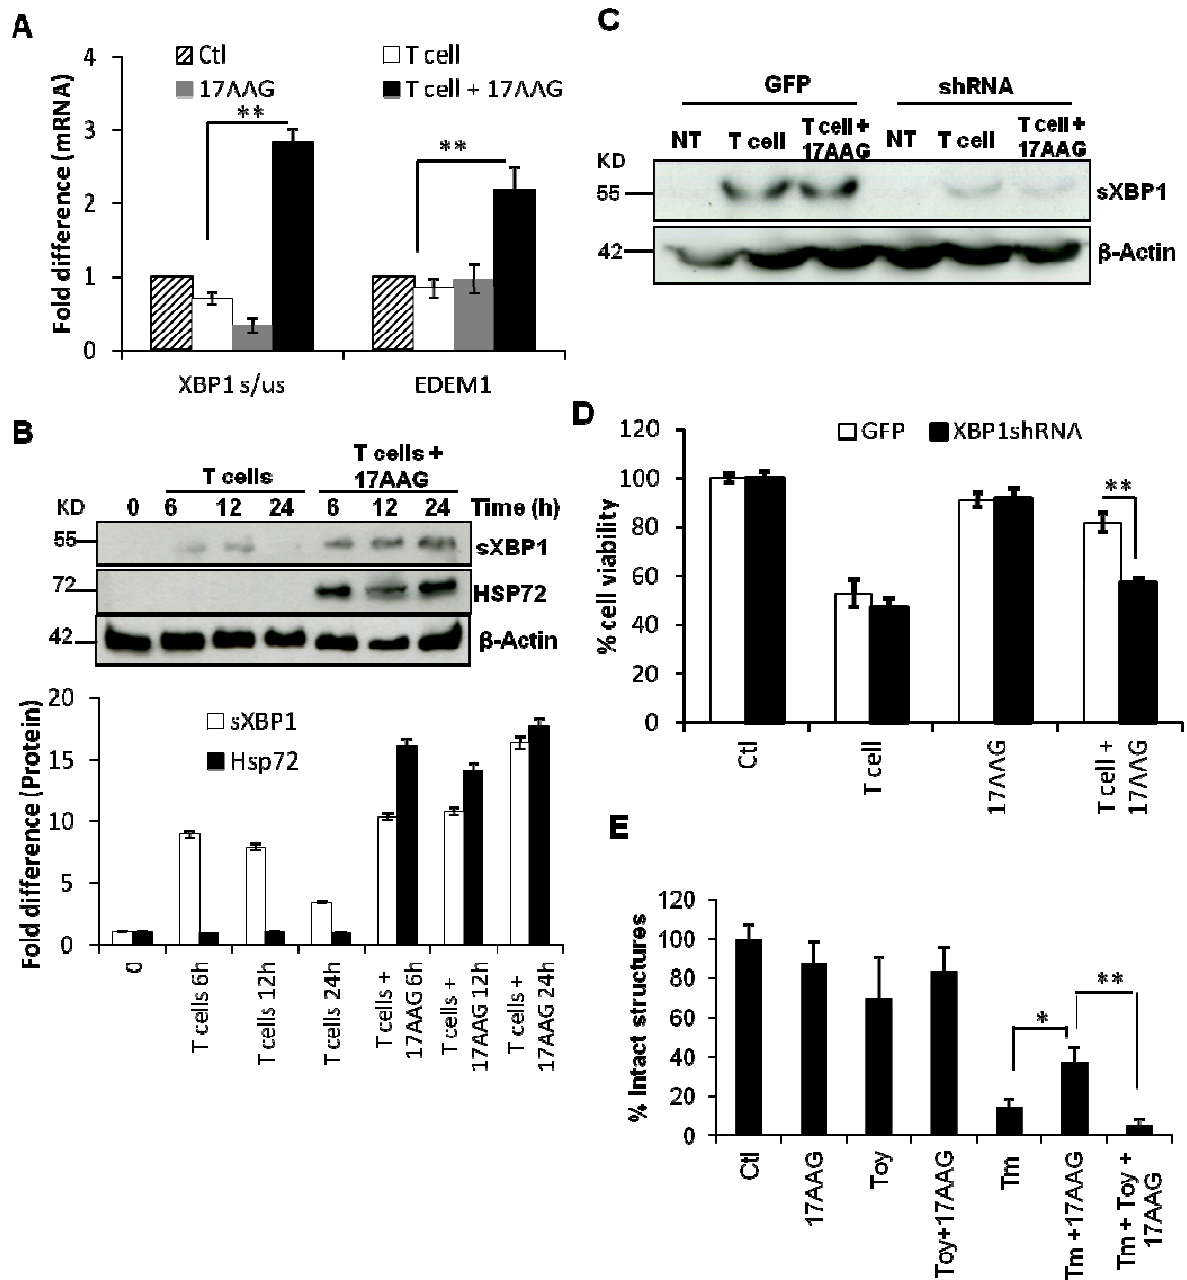 A
Fold difference (mRNA)
4
3
2
1
0
Ctl
T cell
17AAG
T cell + 17AAG
**
**
XBP1 s/us
EDEM1
B
T cells
T cells +
17AAG
KD
0
6
12
24
6
12
24
Time (h)
55
sXBP1
72
HSP72
42
β-Actin
Fold difference (Protein)
20
15
10
5
0
sXBP1
Hsp72
0
T cells 6h
T cells 12h
T cells 24h
T cells +
17AAG 6h
T cells +
17AAG 12h
T cells +
17AAG 24h
C
GFP
shRNA
KD
NT
T cell
T cell +
17AAG
NT
T cell
T cell +
17AAG
55
sXBP1
42
β-Actin
D
% cell viability
120
100
80
60
40
20
0
GFP
XBP1shRNA
**
Ctl
T cell
17AAG
T cell +
17AAG
E
% Intact structures
120
100
80
60
40
20
0
*
**
Ctl
17AAG
Toy
Toy+17AAG
Tm
Tm +17AAG
Tm + Toy +
17AAG